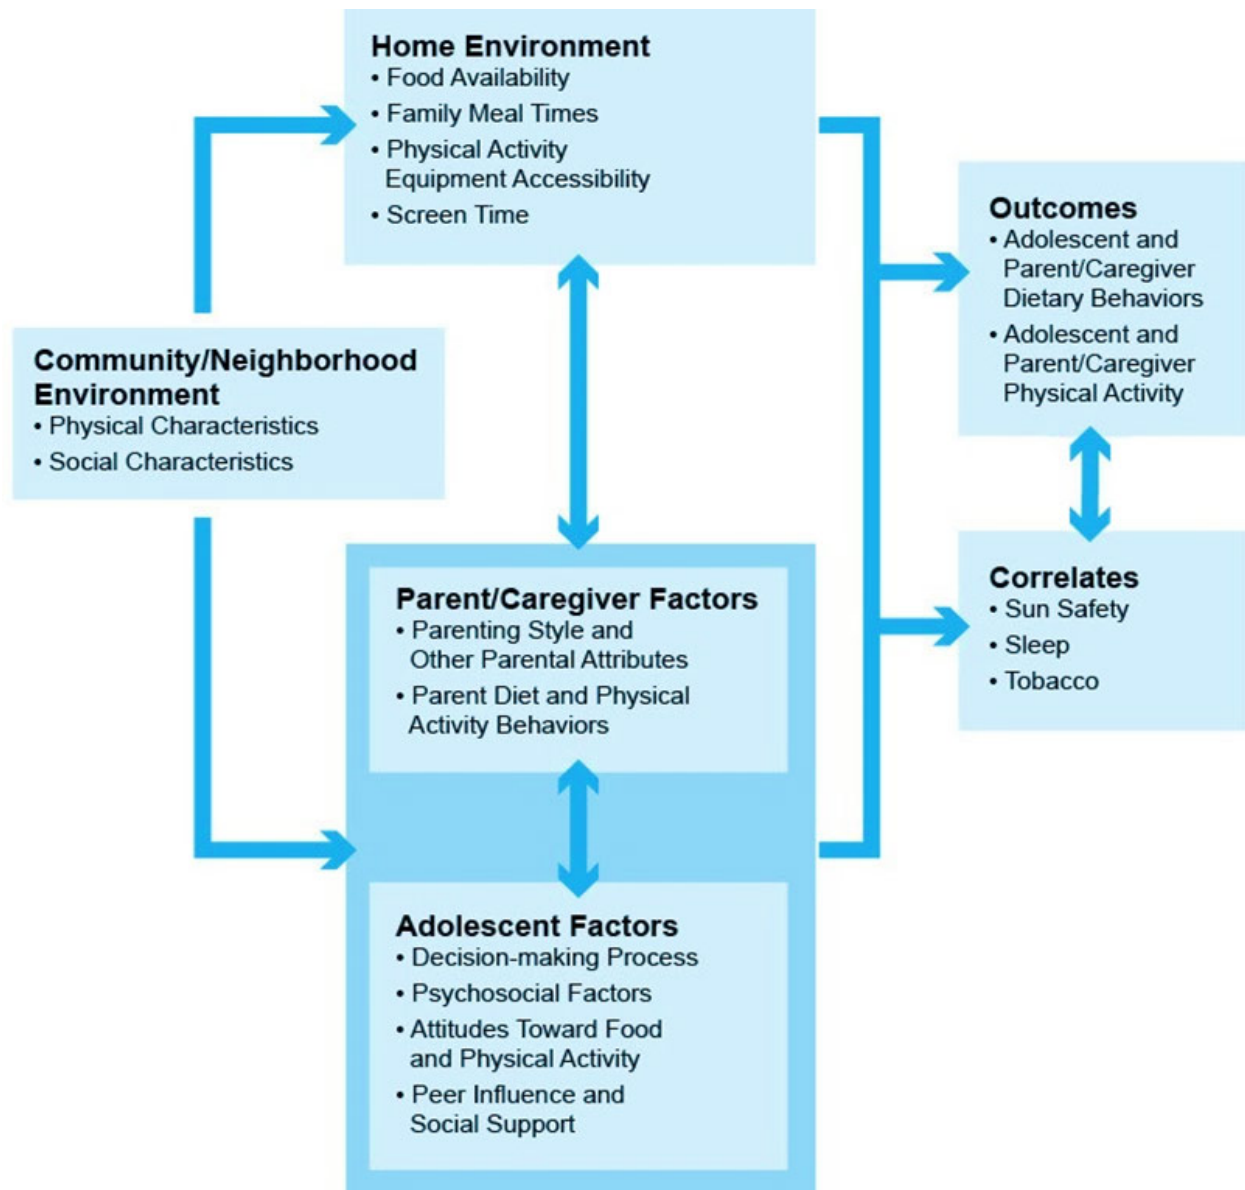 Home Environment
• Food Availability
• Family Meal Times
• Physical Activity
Equipment Accessibility
• Screen Time
Community/Neighborhood
Environment
• Physical Characteristics
• Social Characteristics
Parent/Caregiver Factors
• Parenting Style and
Other Parental Attributes
• Parent Diet and Physical
Activity Behaviors
Adolescent Factors
• Decision-making Process
• Psychosocial Factors
• Attitudes Toward Food
and Physical Activity
• Peer Influence and
Social Support
Outcomes
• Adolescent and
Parent/Caregiver
Dietary Behaviors
• Adolescent and
Parent/Caregiver
Physical Activity
Correlates
• Sun Safety
• Sleep
• Tobacco